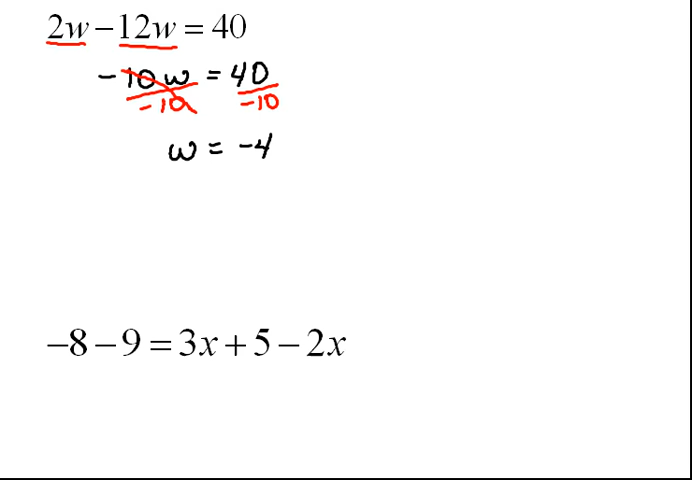 2w − 12w = 40
-10w = 40
-10 -10
w = -4
−8 − 9 = 3x + 5 − 2x